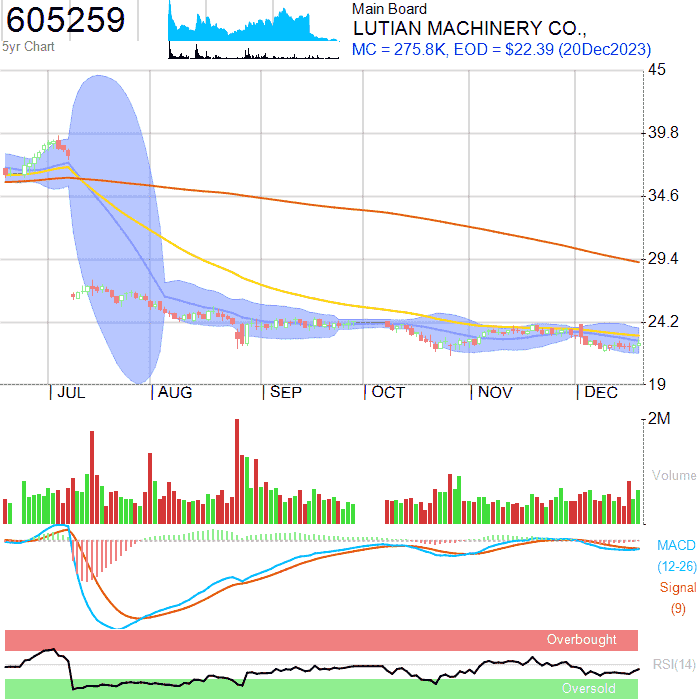 605259
5yr Chart
Main Board
LUTIAN MACHINERY CO.,
MC = 275.8K, EOD = $22.39 (20Dec2023)
45
39.8
34.6
29.4
24.2
19
JUL AUG SEP OCT NOV DEC
2M
Volume
MACD
(12-26)
Signal
(9)
Overbought
RSI(14)
Oversold